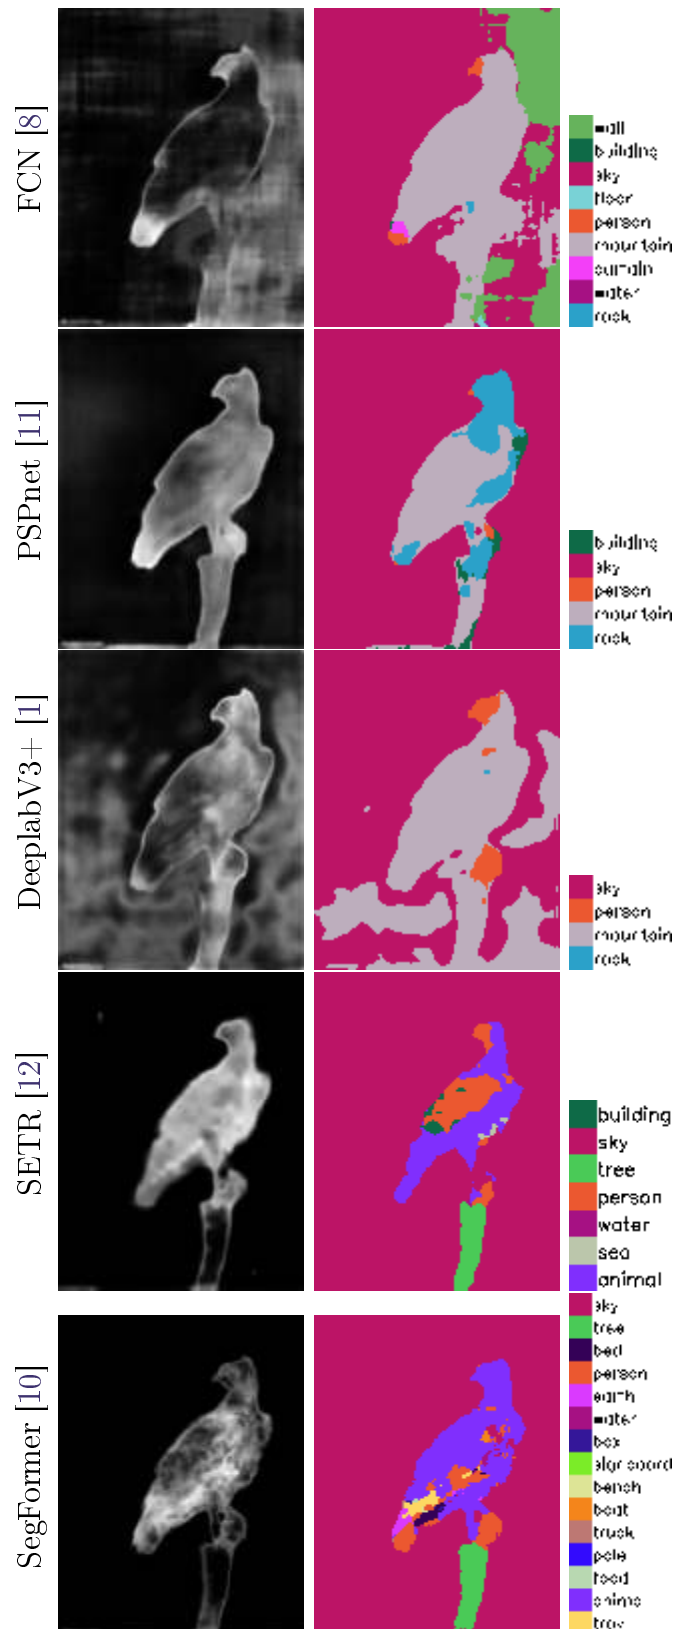 FCN [8]
wall
building
sky
floor
person
mountain
curtain
water
rock
PSPnet [11]
building
sky
person
mountain
rock
DeeplabV3+ [1]
sky
person
mountain
rock
SETR [12]
building
sky
tree
person
water
sea
animal
SegFormer [10]
sky
tree
bed
person
earth
water
box
signboard
bench
boat
truck
pole
food
anima
tray